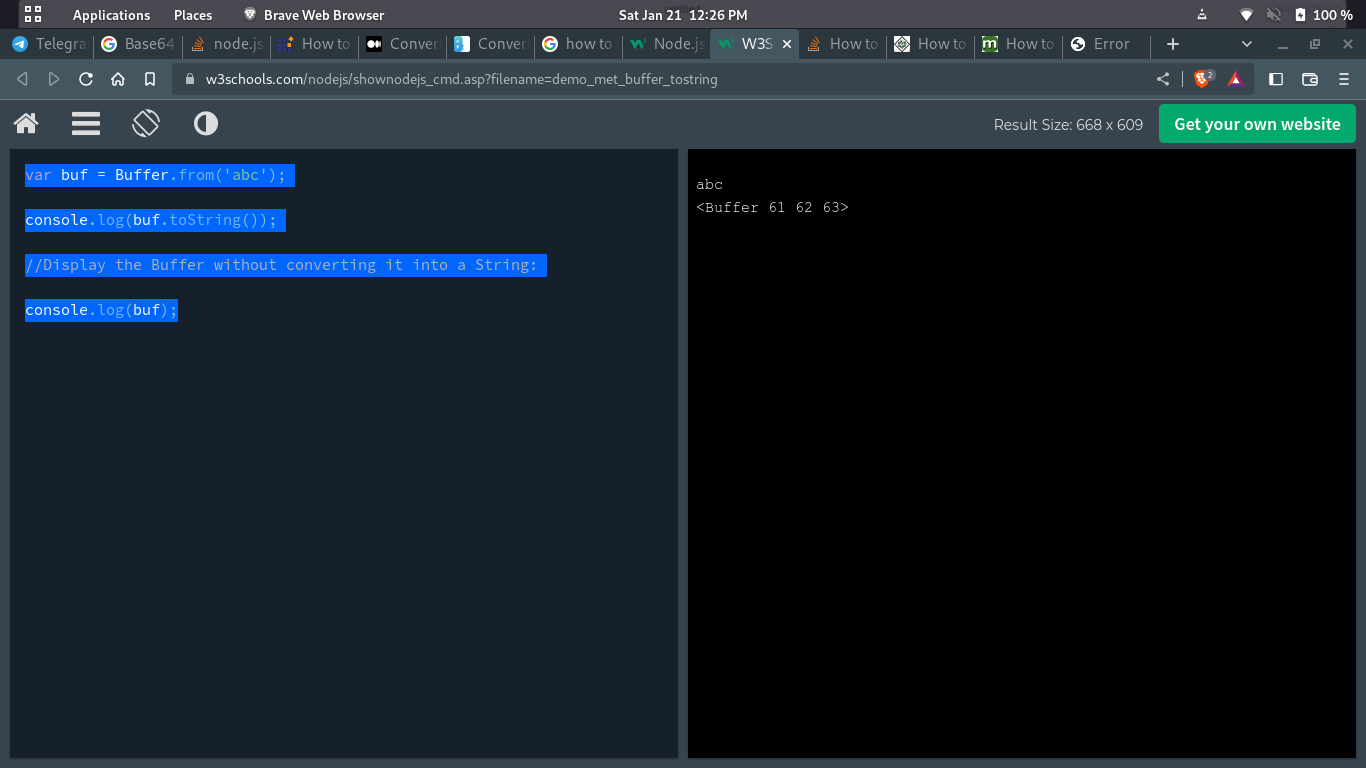 Applications Places Brave Web Browser Sat Jan 21 12:26 PM 100 %
Telegra Base64 node.js How to Conver Conver how to Node.js W3S How to How to How to Error
w3schools.com/nodejs/shownodejs_cmd.asp?filename=demo_met_buffer_tostring 2
Result Size: 668 x 609 Get your own website
var buf = Buffer.from('abc');
console.log(buf.toString());
//Display the Buffer without converting it into a String:
console.log(buf);
abc
<Buffer 61 62 63>